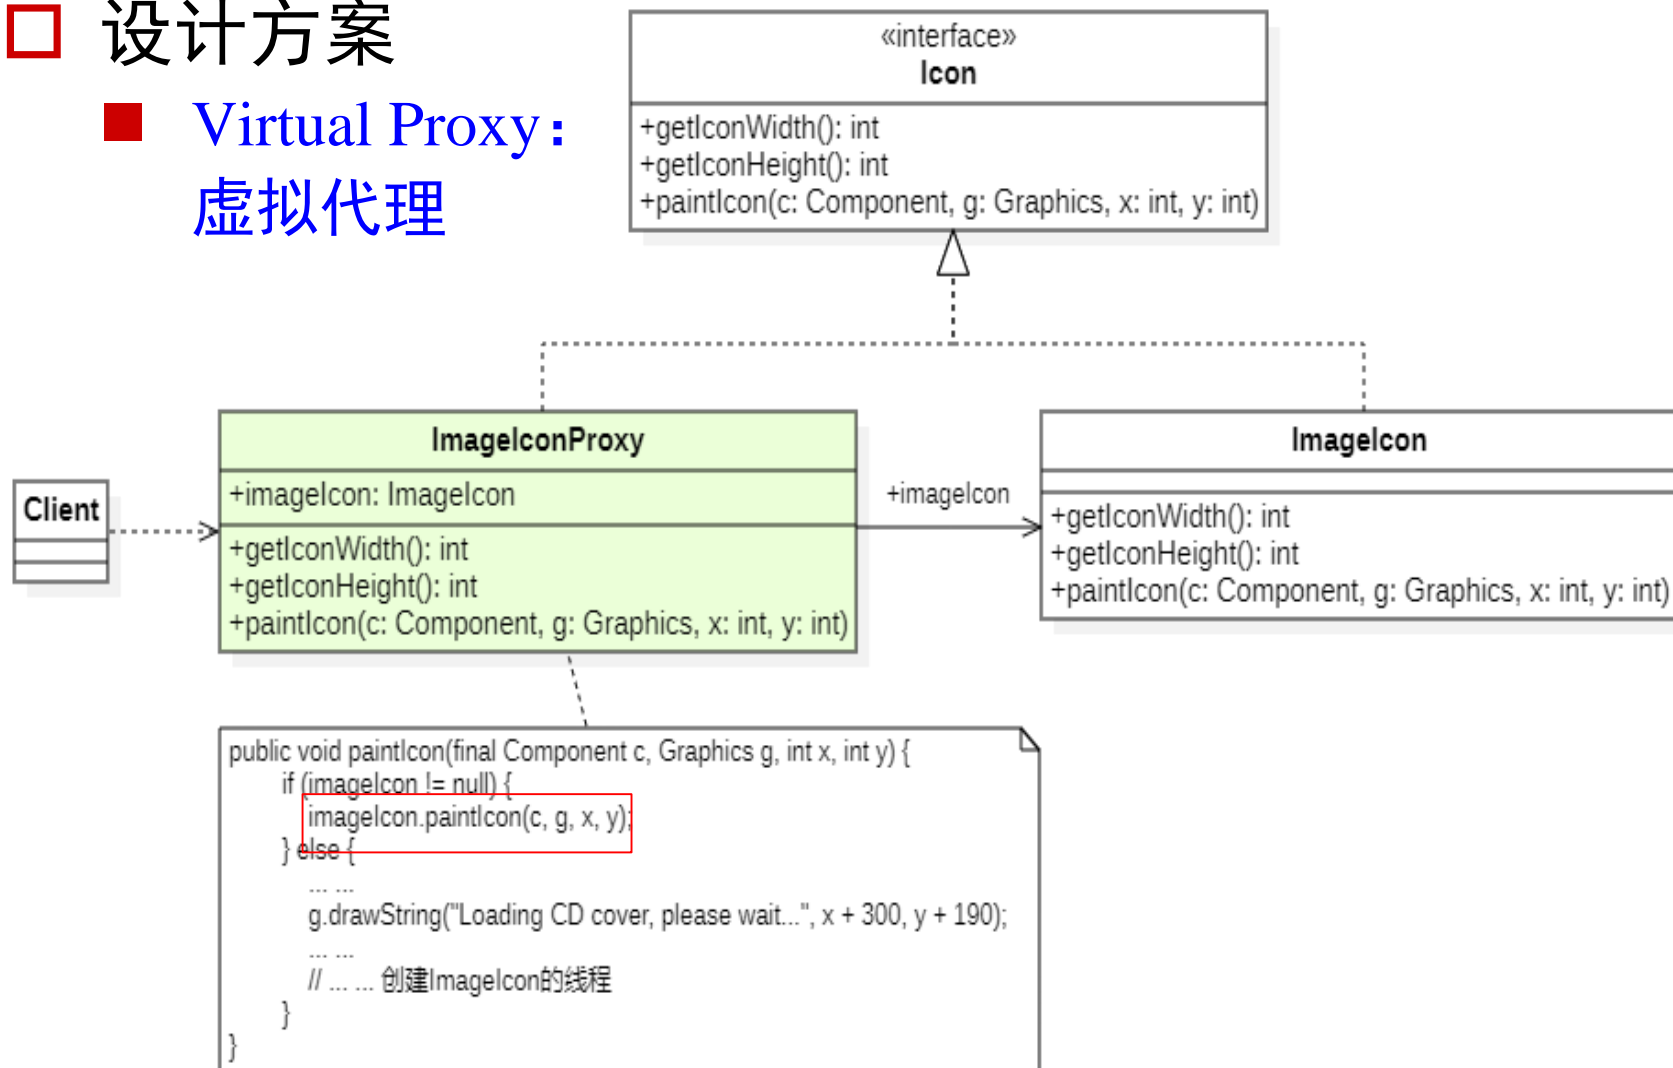 设计方案
Virtual Proxy：
虚拟代理
«interface»
Icon
+getIconWidth(): int
+getIconHeight(): int
+paintIcon(c: Component, g: Graphics, x: int, y: int)
Client
ImageIconProxy
+imageIcon: ImageIcon
+getIconWidth(): int
+getIconHeight(): int
+paintIcon(c: Component, g: Graphics, x: int, y: int)
+imageIcon
ImageIcon
+getIconWidth(): int
+getIconHeight(): int
+paintIcon(c: Component, g: Graphics, x: int, y: int)
public void paintIcon(final Component c, Graphics g, int x, int y) {
if (imageIcon != null) {
imageIcon.paintIcon(c, g, x, y);
} else {
... ...
g.drawString("Loading CD cover, please wait...", x + 300, y + 190);
... ...
// ... ... 创建ImageIcon的线程
}
}